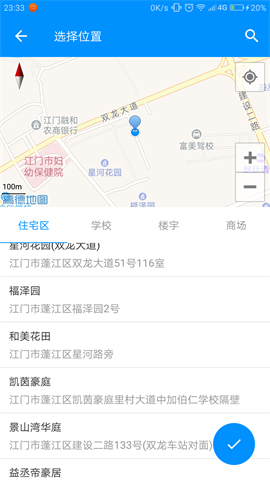 23:33
4G
20%
选择位置
双龙大道
建设二路
江门融和
农商银行
富美驾校
江门市妇
幼保健院
星河花园
福泽园
100m
高德地图
住宅区 学校 楼宇 商场
星河花园(双龙大道)
江门市蓬江区双龙大道51号116室
福泽园
江门市蓬江区福泽园2号
和美花田
江门市蓬江区星河路旁
凯茵豪庭
江门市蓬江区凯茵豪庭里村大道中加伯仁学校隔壁
景山湾华庭
江门市蓬江区建设二路133号(双龙车站对面)
益丞帝豪居